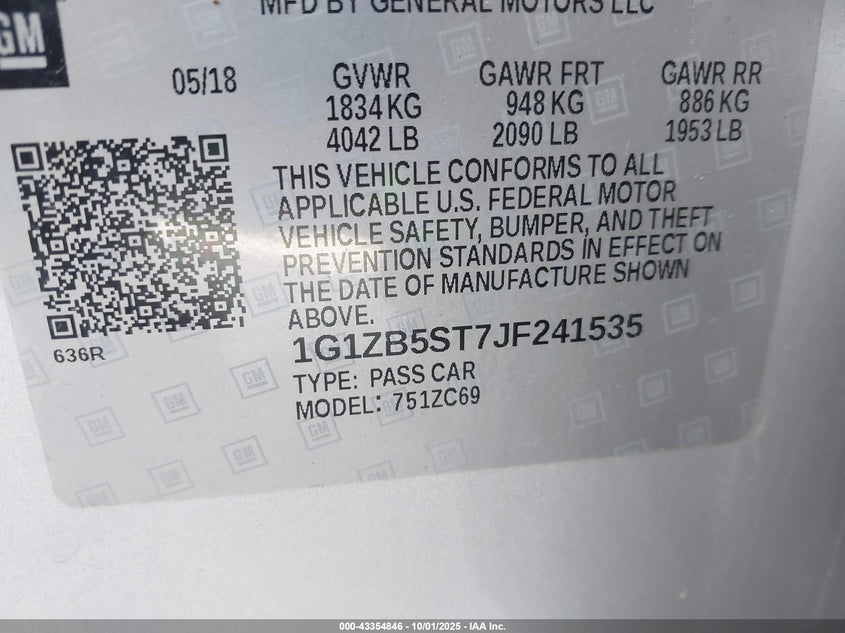 GM
MFD BY GENERAL MOTORS LLC
05/18 GVWR GAWR FRT GAWR RR
1834 KG 948 KG 886 KG
4042 LB 2090 LB 1953 LB
THIS VEHICLE CONFORMS TO ALL
APPLICABLE U.S. FEDERAL MOTOR
VEHICLE SAFETY, BUMPER, AND THEFT
PREVENTION STANDARDS IN EFFECT ON
THE DATE OF MANUFACTURE SHOWN
ABOVE.
636R
1G1ZB5ST7JF241535
TYPE: PASS CAR
MODEL: 751ZC69
000-43354846 - 10/01/2025 - IAA Inc.